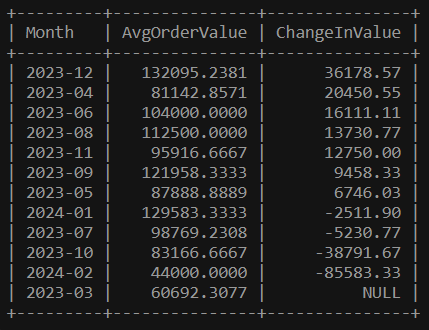 +---------+---------------+---------------+
| Month   | AvgOrderValue | ChangeInValue |
+---------+---------------+---------------+
| 2023-12 |   132095.2381 |      36178.57 |
| 2023-04 |    81142.8571 |      20450.55 |
| 2023-06 |   104000.0000 |      16111.11 |
| 2023-08 |   112500.0000 |      13730.77 |
| 2023-11 |    95916.6667 |      12750.00 |
| 2023-09 |   121958.3333 |       9458.33 |
| 2023-05 |    87888.8889 |       6746.03 |
| 2024-01 |   129583.3333 |      -2511.90 |
| 2023-07 |    98769.2308 |      -5230.77 |
| 2023-10 |    83166.6667 |     -38791.67 |
| 2024-02 |    44000.0000 |     -85583.33 |
| 2023-03 |    60692.3077 |          NULL |
+---------+---------------+---------------+